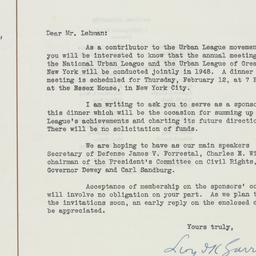 Dear Mr. Lehman:
As a contributor to the Urban League movemen
you will be interested to know that the annual meeting
the National Urban League and the Urban League of Grea
New York will be conducted jointly in 1948. A dinner
meeting is scheduled for Thursday, February 12, at 7 P
at the Essex House, in New York City.
I am writing to ask you to serve as a sponso
this dinner which will be the occasion for summing up
League's achievements and charting its future directio
There will be no solicitation of funds.
We are hoping to have as our main speakers
Secretary of Defense James V. Forrestal, Charles E. Wi
chairman of the President's Committee on Civil Rights,
Governor Dewey and Carl Sandburg.
Acceptance of membership on the sponsors' co
will involve no obligation on your part. As we plan t
the invitations soon, an early reply on the enclosed c
be appreciated.
Yours truly,